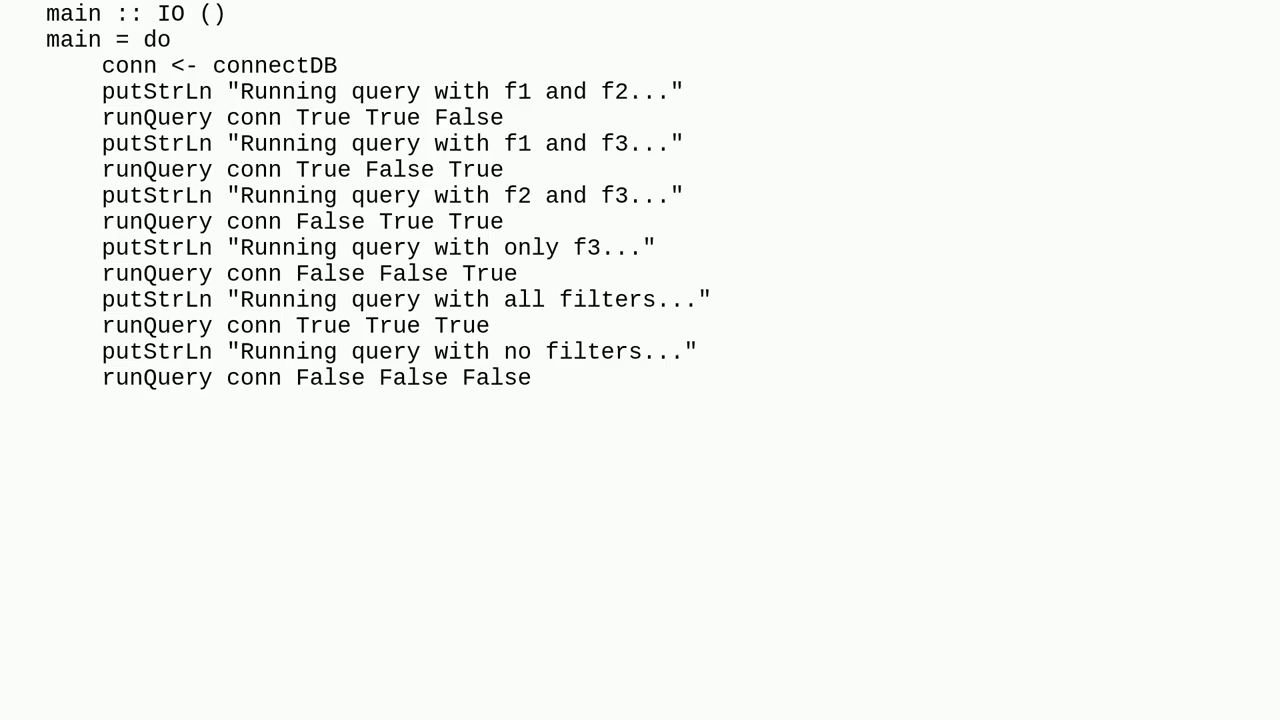 main :: IO ()
main = do
    conn <- connectDB
    putStrLn "Running query with f1 and f2..."
    runQuery conn True True False
    putStrLn "Running query with f1 and f3..."
    runQuery conn True False True
    putStrLn "Running query with f2 and f3..."
    runQuery conn False True True
    putStrLn "Running query with only f3..."
    runQuery conn False False True
    putStrLn "Running query with all filters..."
    runQuery conn True True True
    putStrLn "Running query with no filters..."
    runQuery conn False False False